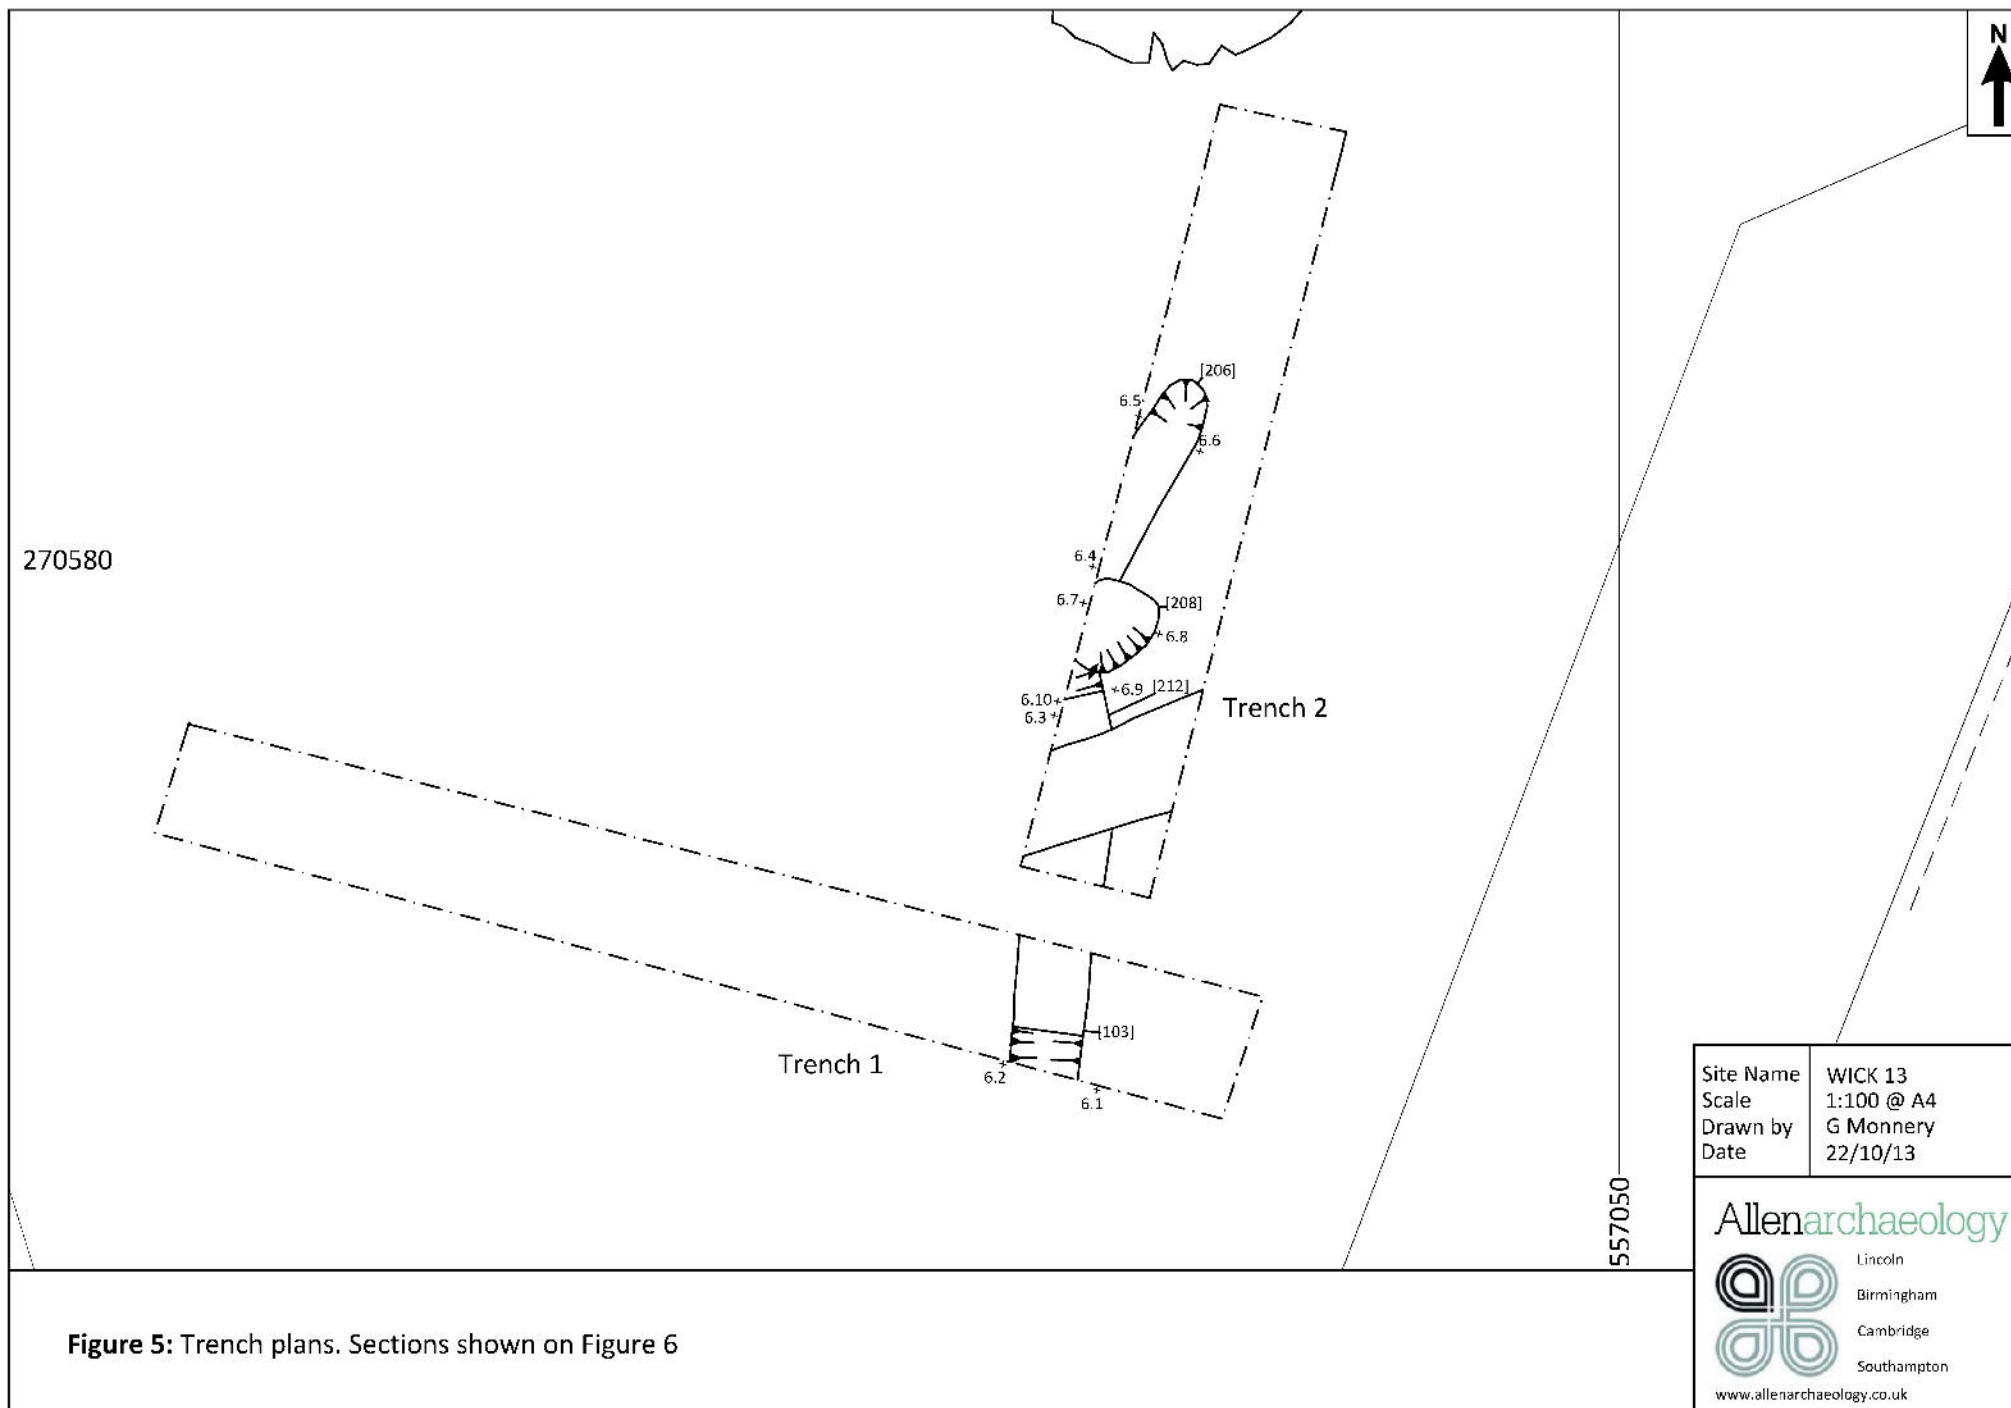 N
[206]
6.5
6.6
270580
6.4
6.7
[208]
6.8
6.9
[212]
6.10
6.3
Trench 2
[103]
Trench 1
6.2
6.1
557050
Site Name WICK 13
Scale 1:100 @ A4
Drawn by G Monnery
Date 22/10/13
Allenarchaeology
Lincoln
Birmingham
Cambridge
Southampton
www.allenarchaeology.co.uk
Figure 5: Trench plans. Sections shown on Figure 6